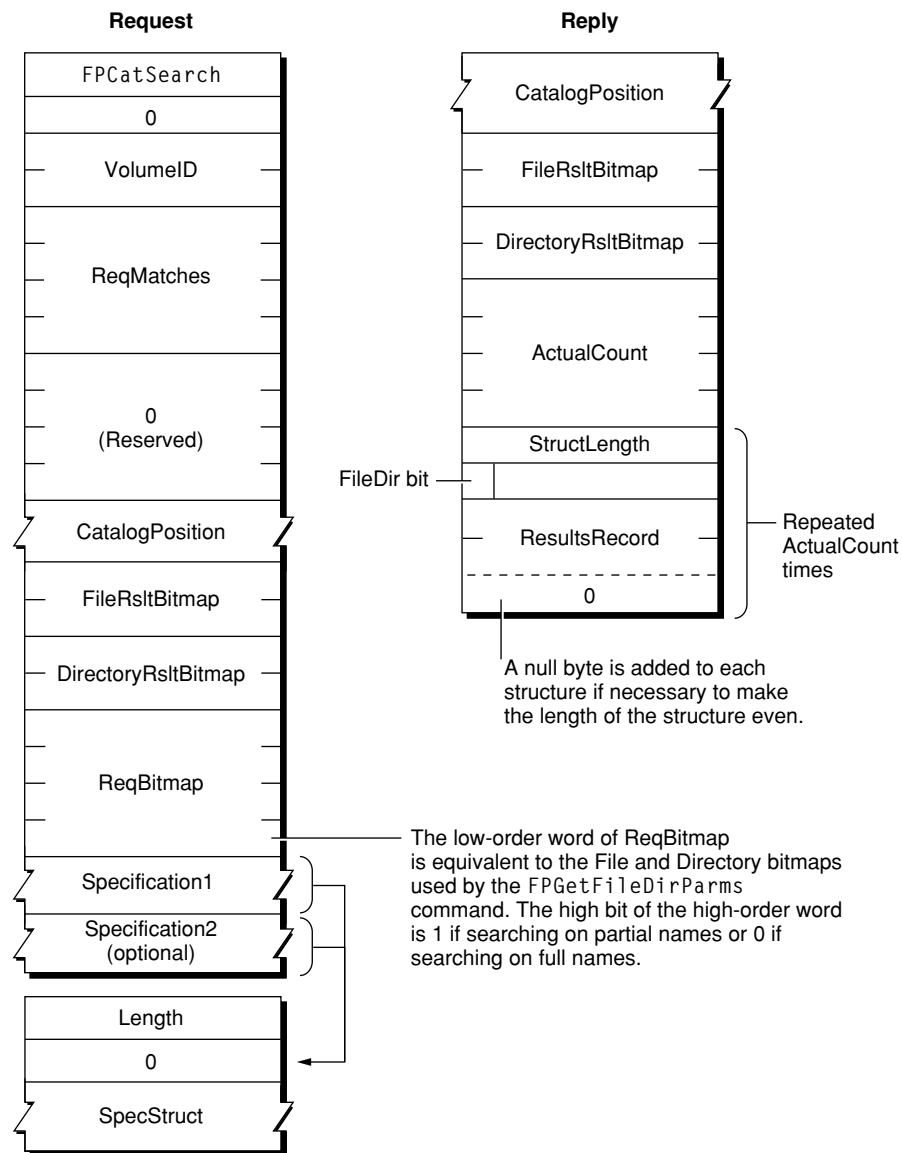 Request
FPCatSearch
0
VolumeID
ReqMatches
0
(Reserved)
CatalogPosition
FileRsltBitmap
DirectoryRsltBitmap
ReqBitmap
Specification1
Specification2
(optional)
Length
0
SpecStruct
Reply
CatalogPosition
FileRsltBitmap
DirectoryRsltBitmap
ActualCount
StructLength
FileDir bit
ResultsRecord
0
Repeated
ActualCount
times
A null byte is added to each
structure if necessary to make
the length of the structure even.
The low-order word of ReqBitmap
is equivalent to the File and Directory bitmaps
used by the FPGetFileDirParms
command. The high bit of the high-order word
is 1 if searching on partial names or 0 if
searching on full names.